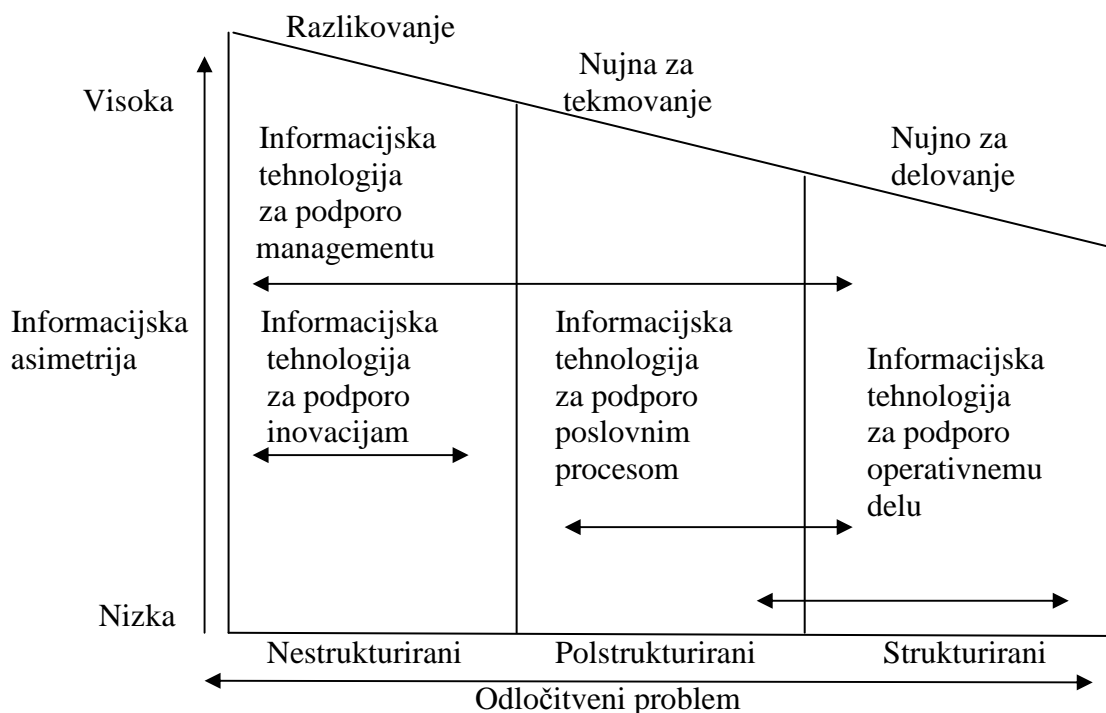 Razlikovanje
Nujna za
tekmovanje
Visoka
Nujno za
delovanje
Informacijska
tehnologija
za podporo
managementu
Informacijska
asimetrija
Informacijska
tehnologija
za podporo
inovacijam
Informacijska
tehnologija
za podporo
poslovnim
procesom
Informacijska
tehnologija
za podporo
operativnemu
delu
Nizka
Nestrukturirani
Polstrukturirani
Strukturirani
Odločitveni problem